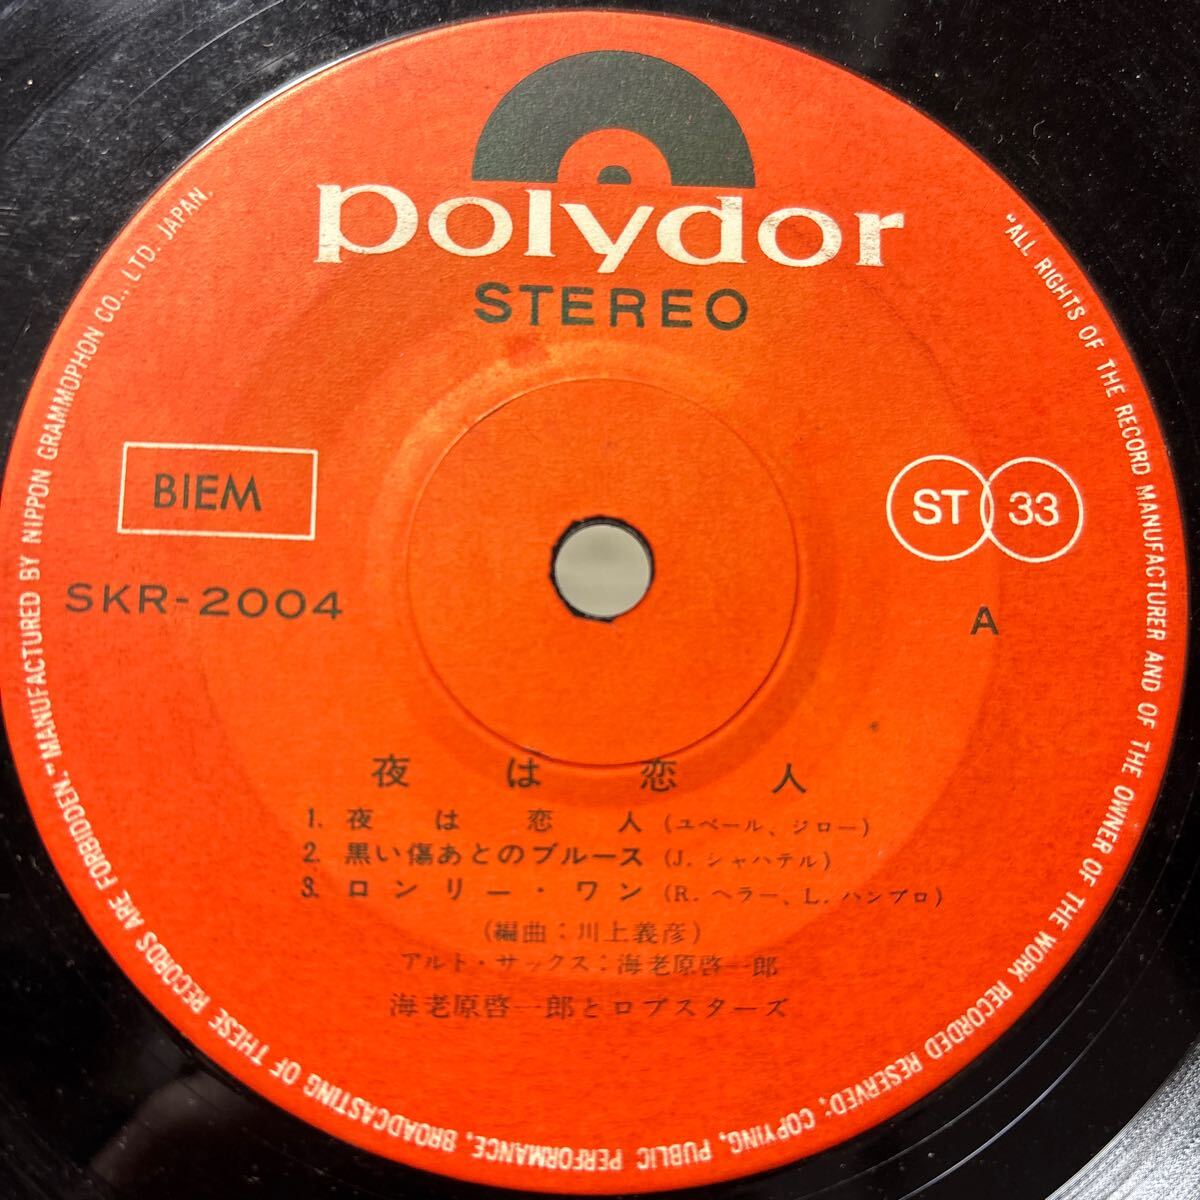 polydor
STEREO
BIEM
ST 33
SKR-2004
A
夜は恋人
1. 夜は恋人 (ユペール、ジロー)
2. 黒い傷あとのブルース (J. シャハテル)
3. ロンリー・ワン (R. ヘラー、L. ハンブロ)
(編曲：川上義彦)
アルト・サックス：海老原啓一郎
海老原啓一郎とロブスターズ
"ALL RIGHTS OF THE RECORD MANUFACTURER AND OF THE OWNER OF THE WORK RECORDED RESERVED; COPYING, PUBLIC PERFORMANCE, BROADCASTING OF THESE RECORDS ARE FORBIDDEN." MANUFACTURED BY NIPPON GRAMMOPHON CO., LTD. JAPAN.